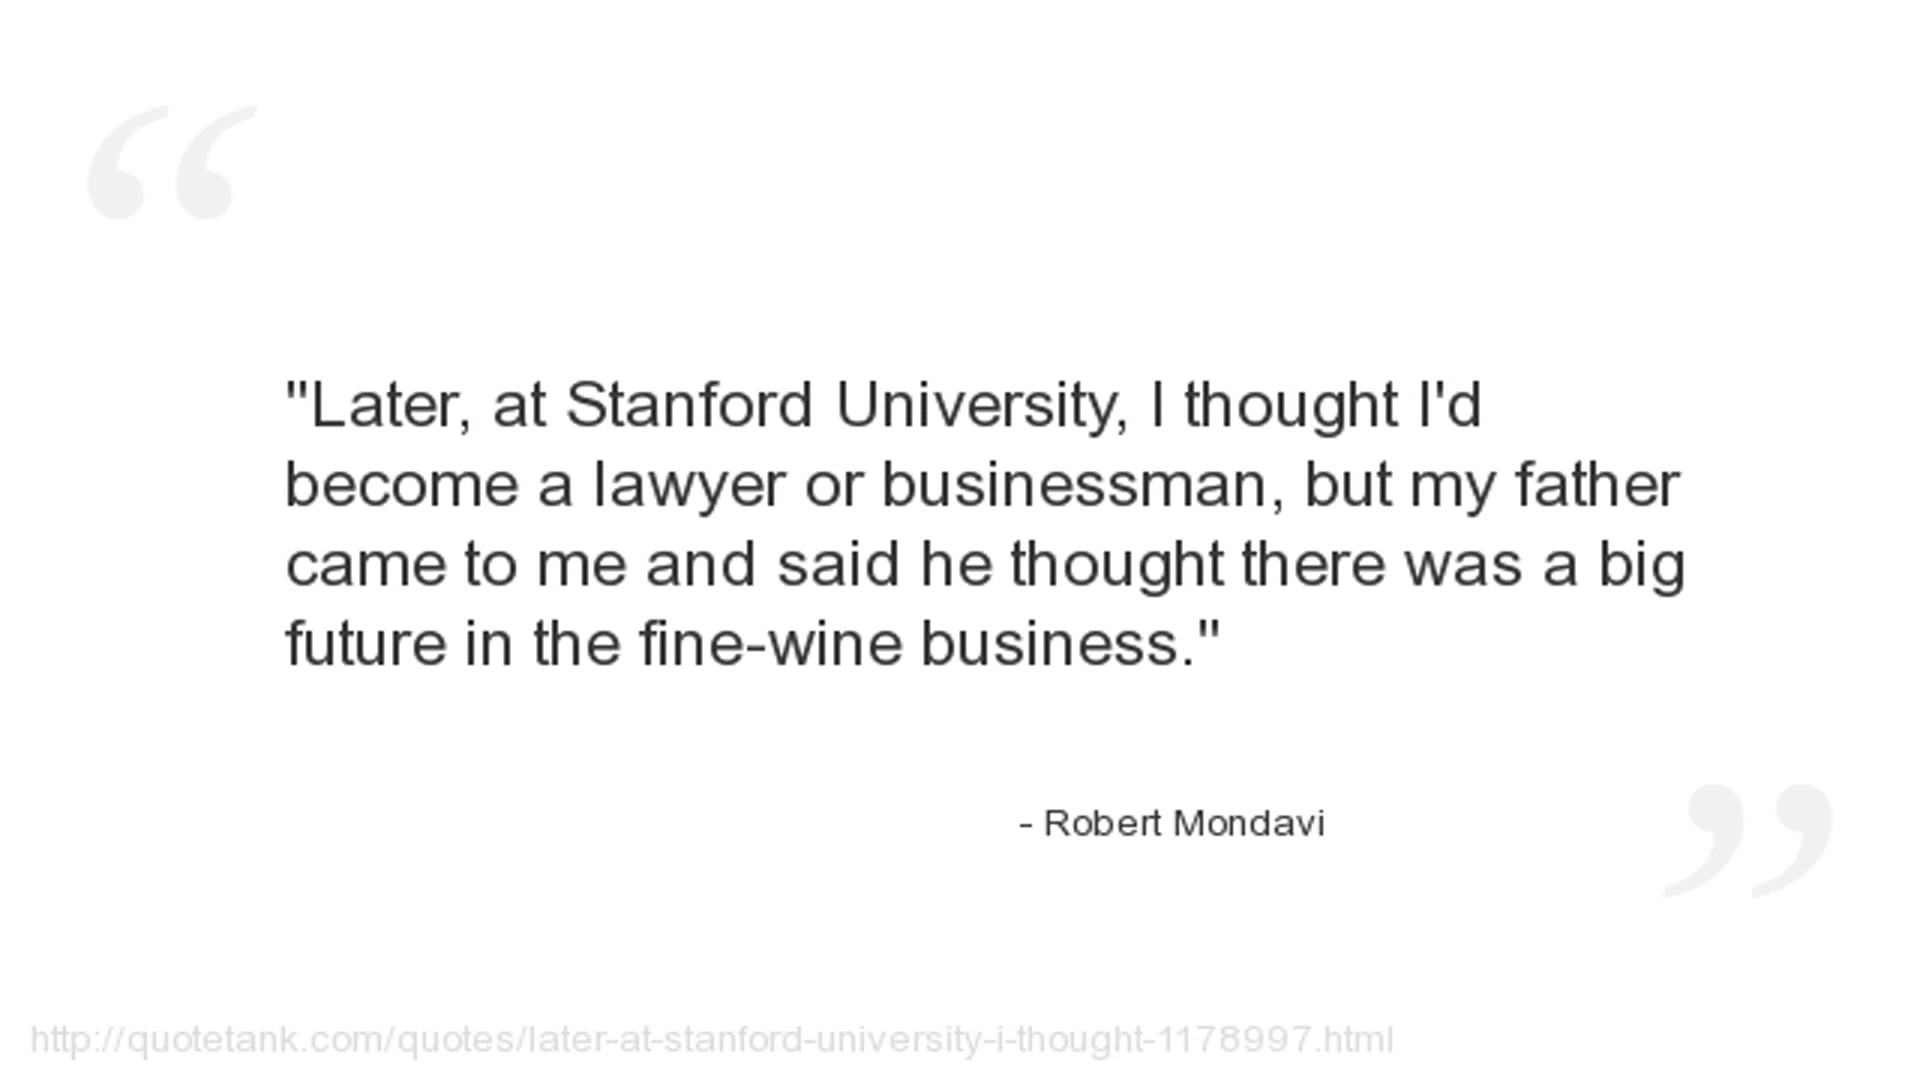 "Later, at Stanford University, I thought I'd
become a lawyer or businessman, but my father
came to me and said he thought there was a big
future in the fine-wine business."
- Robert Mondavi
http://quotetank.com/quotes/later-at-stanford-university-i-thought-1178997.html